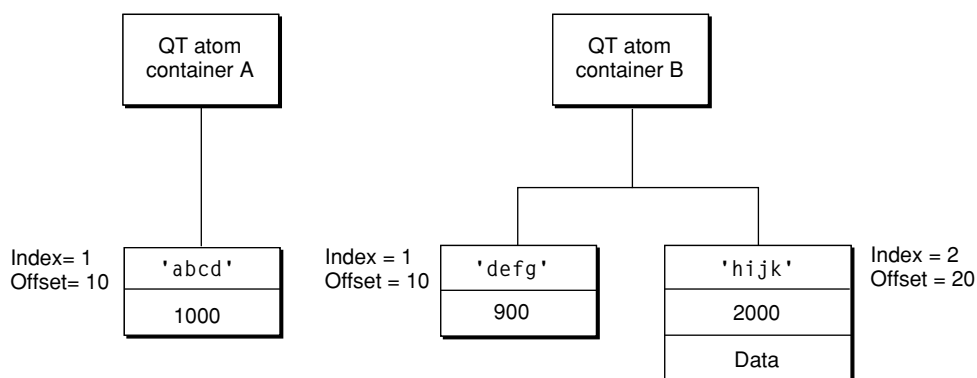 QT atom
container A
QT atom
container B
Index= 1
Offset= 10
'abcd'
1000
Index = 1
Offset = 10
'defg'
900
'hijk'
2000
Data
Index = 2
Offset = 20